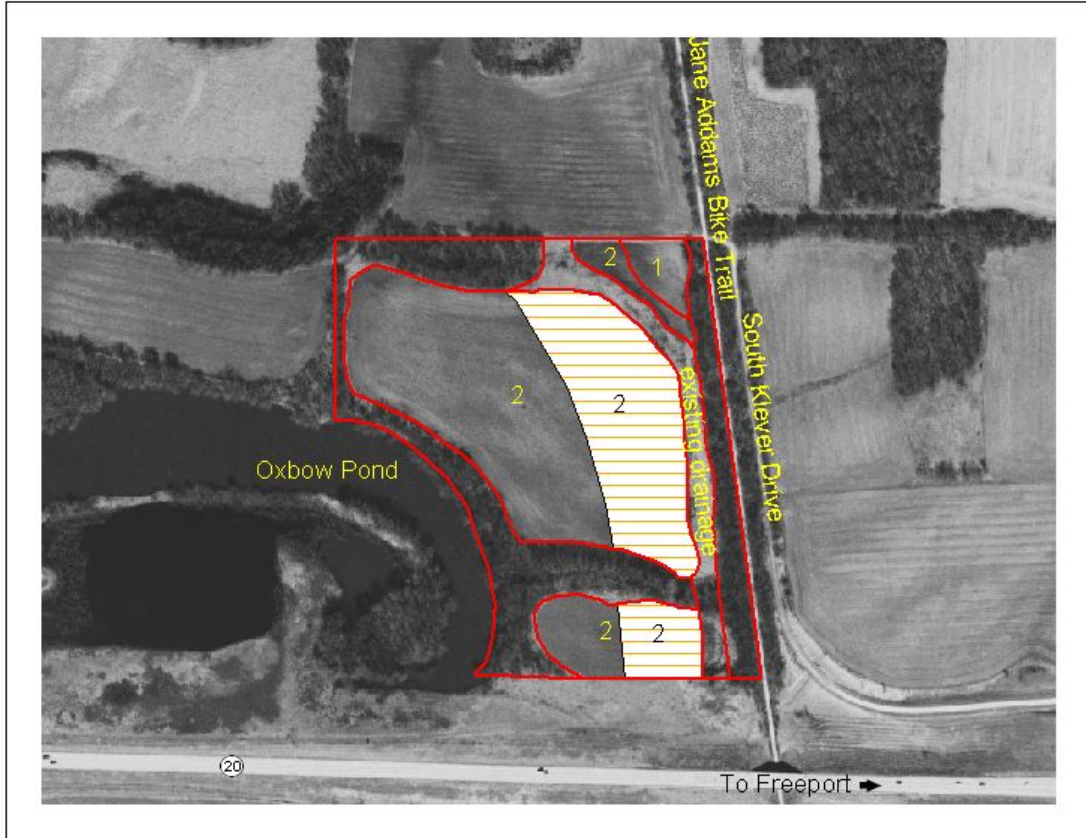 Jane Addams Bike Trail
2
1
South Klever Drive
2
2
existing drainage
Oxbow Pond
2
2
20
To Freeport